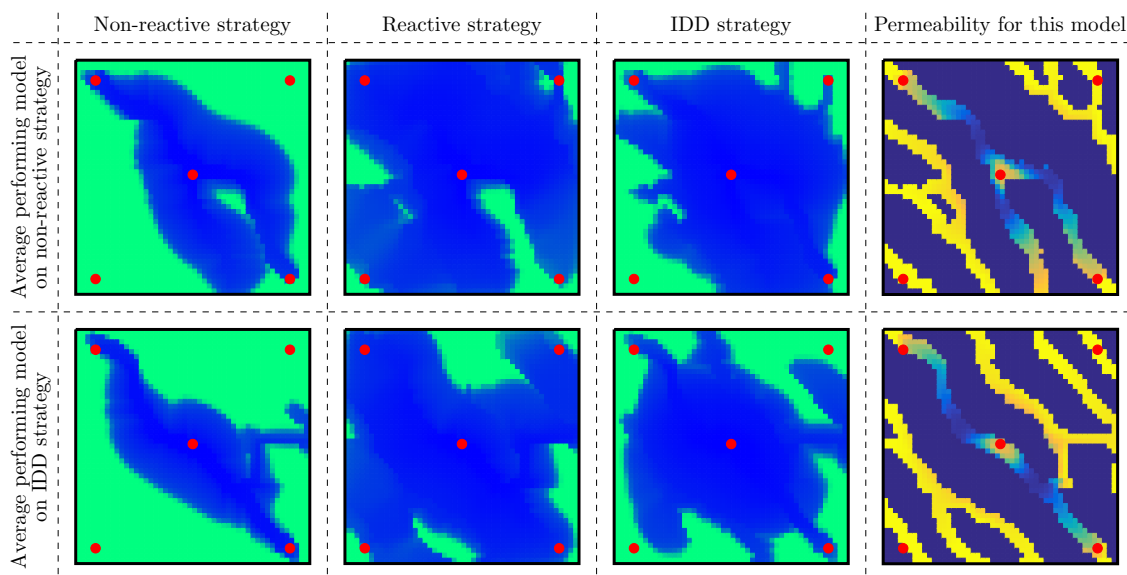 Non-reactive strategy
Reactive strategy
IDD strategy
Permeability for this model
Average performing model
on non-reactive strategy
Average performing model
on IDD strategy